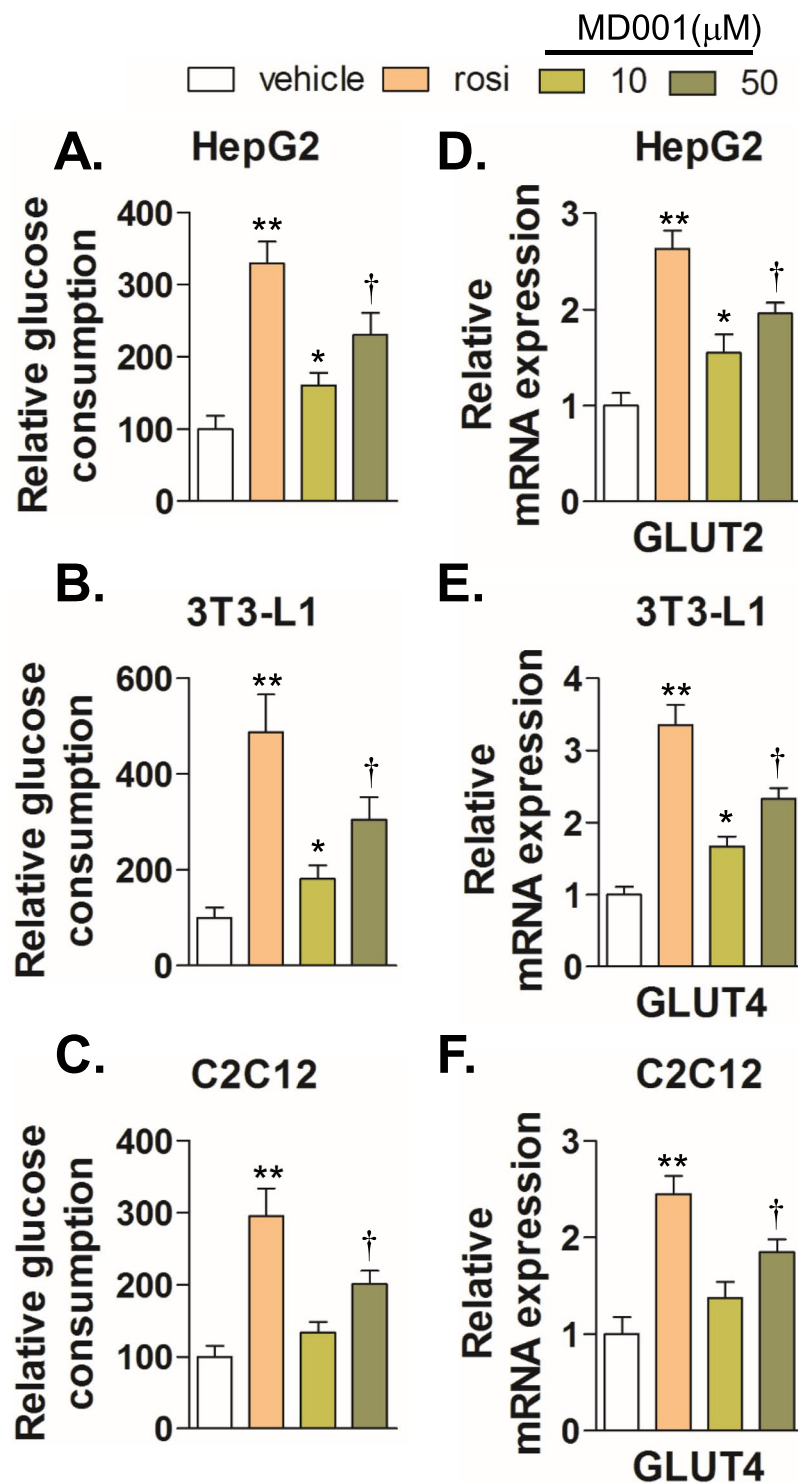 MD001(μM)
vehicle rosi 10 50
A. HepG2
Relative glucose
consumption
400
300
200
100
0
**
*
†
D. HepG2
Relative
mRNA expression
3
2
1
0
**
*
†
GLUT2
B. 3T3-L1
Relative glucose
consumption
600
400
200
0
**
*
†
E. 3T3-L1
Relative
mRNA expression
4
3
2
1
0
**
*
†
GLUT4
C. C2C12
Relative glucose
consumption
400
300
200
100
0
**
†
F. C2C12
Relative
mRNA expression
3
2
1
0
**
†
GLUT4